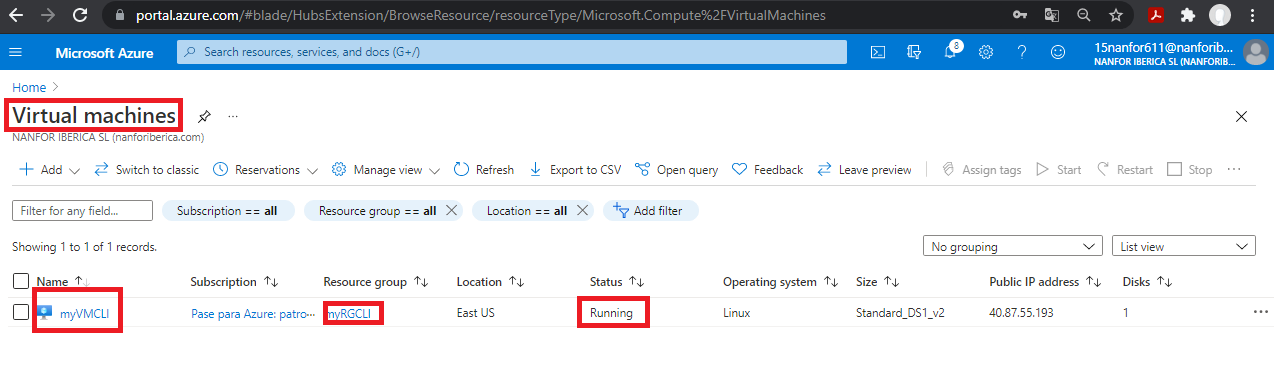 portal.azure.com/#blade/HubsExtension/BrowseResource/resourceType/Microsoft.Compute%2FVirtualMachines
Microsoft Azure
Search resources, services, and docs (G+/)
8
15nanfor611@nanforib...
NANFOR IBERICA SL (NANFORIB...
Home
Virtual machines
...
NANFOR IBERICA SL (nanforiberica.com)
Add Switch to classic Reservations Manage view Refresh Export to CSV Open query Feedback Leave preview Assign tags Start Restart Stop ...
Filter for any field... Subscription == all Resource group == all Location == all Add filter
Showing 1 to 1 of 1 records. No grouping List view
Name Subscription Resource group Location Status Operating system Size Public IP address Disks
myVMCLI Pase para Azure: patro... myRGCLI East US Running Linux Standard_DS1_v2 40.87.55.193 1 ...